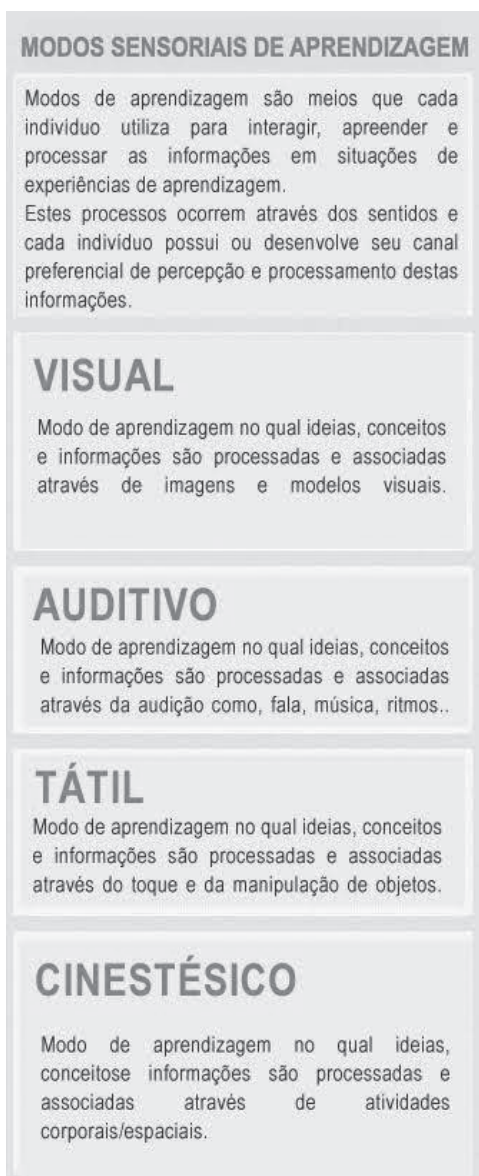 MODOS SENSORIAIS DE APRENDIZAGEM
Modos de aprendizagem são meios que cada
indivíduo utiliza para interagir, apreender e
processar as informações em situações de
experiências de aprendizagem.
Estes processos ocorrem através dos sentidos e
cada indivíduo possui ou desenvolve seu canal
preferencial de percepção e processamento destas
informações.
VISUAL
Modo de aprendizagem no qual ideias, conceitos
e informações são processadas e associadas
através de imagens e modelos visuais.
AUDITIVO
Modo de aprendizagem no qual ideias, conceitos
e informações são processadas e associadas
através da audição como, fala, música, ritmos..
TÁTIL
Modo de aprendizagem no qual ideias, conceitos
e informações são processadas e associadas
através do toque e da manipulação de objetos.
CINESTÉSICO
Modo de aprendizagem no qual ideias,
conceitose informações são processadas e
associadas através de atividades
corporais/espaciais.